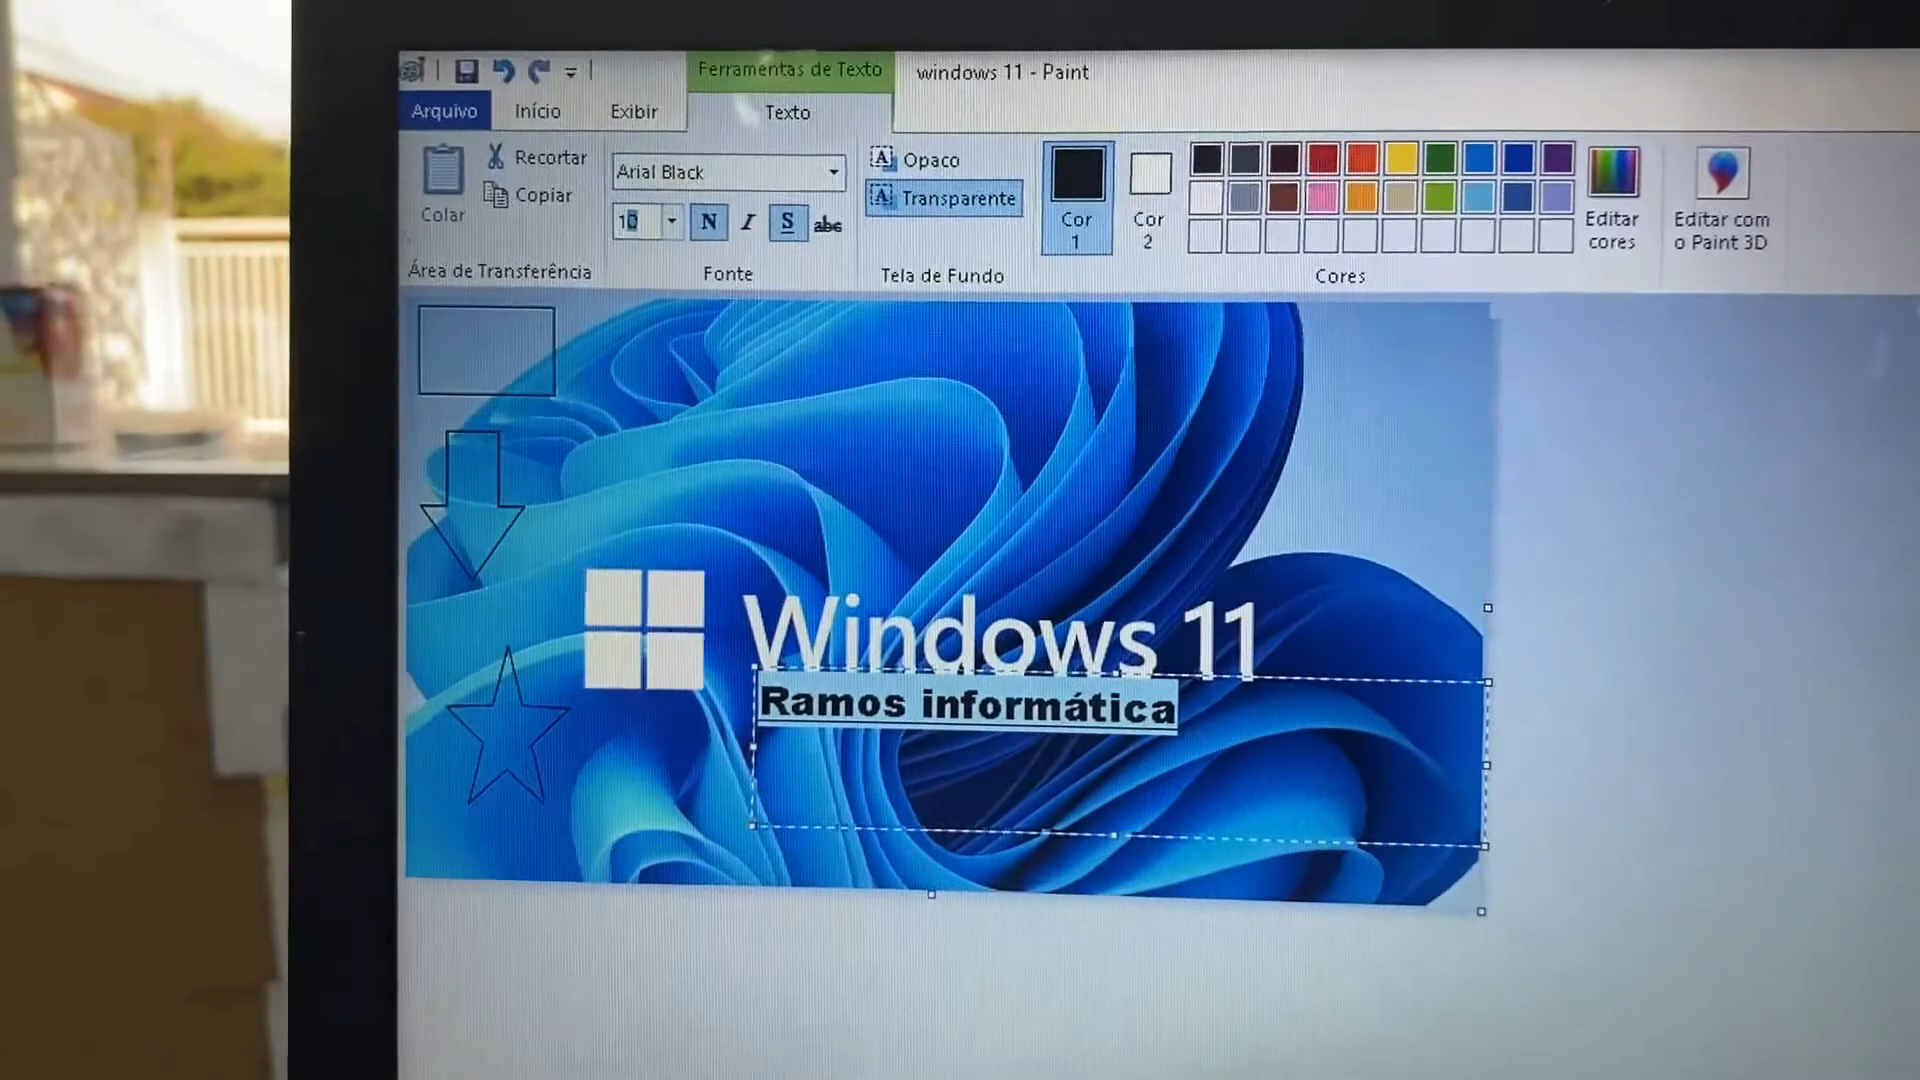 Ferramentas de Texto
windows 11 - Paint
Arquivo
Início
Exibir
Texto
Colar
Recortar
Copiar
Área de Transferência
Arial Black
N I S abc
Fonte
Opaco
Transparente
Tela de Fundo
Cor
1
Cor
2
Cores
Editar
cores
Editar com
o Paint 3D
Windows 11
Ramos informática